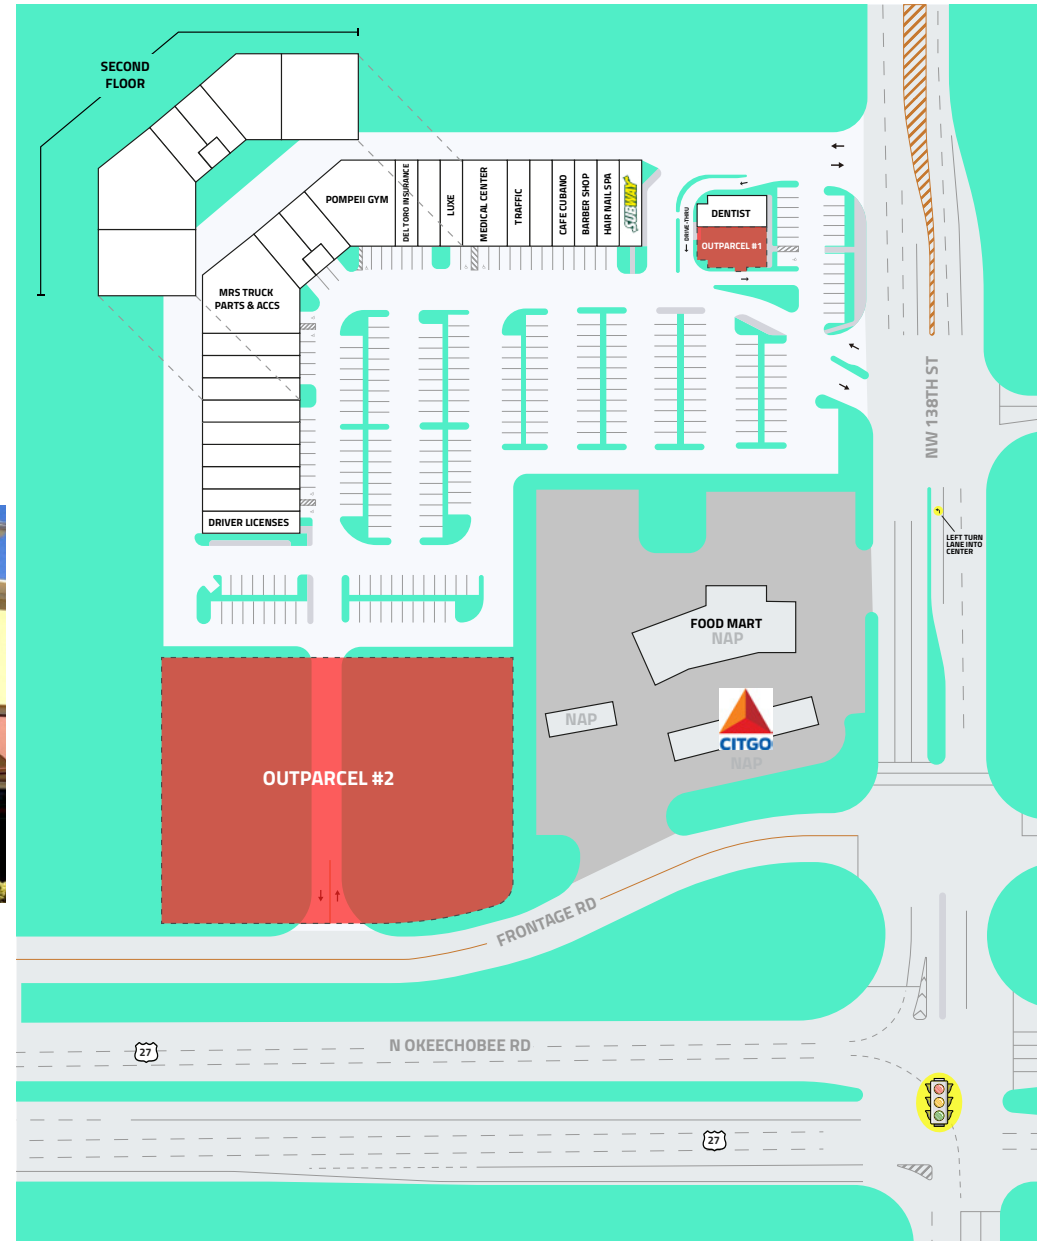 SECOND
FLOOR
POMPEII GYM
DEL TORO INSURANCE
LUXE
MEDICAL CENTER
TRAFFIC
CAFE CUBANO
BARBER SHOP
HAIR NAIL SPA
SUBWAY
DRIVE-THRU
DENTIST
OUTPARCEL #1
MRS TRUCK
PARTS & ACCS
DRIVER LICENSES
NW 138TH ST
LEFT TURN
LANE INTO
CENTER
FOOD MART
NAP
NAP
CITGO
NAP
OUTPARCEL #2
FRONTAGE RD
N OKEECHOBEE RD
27
27